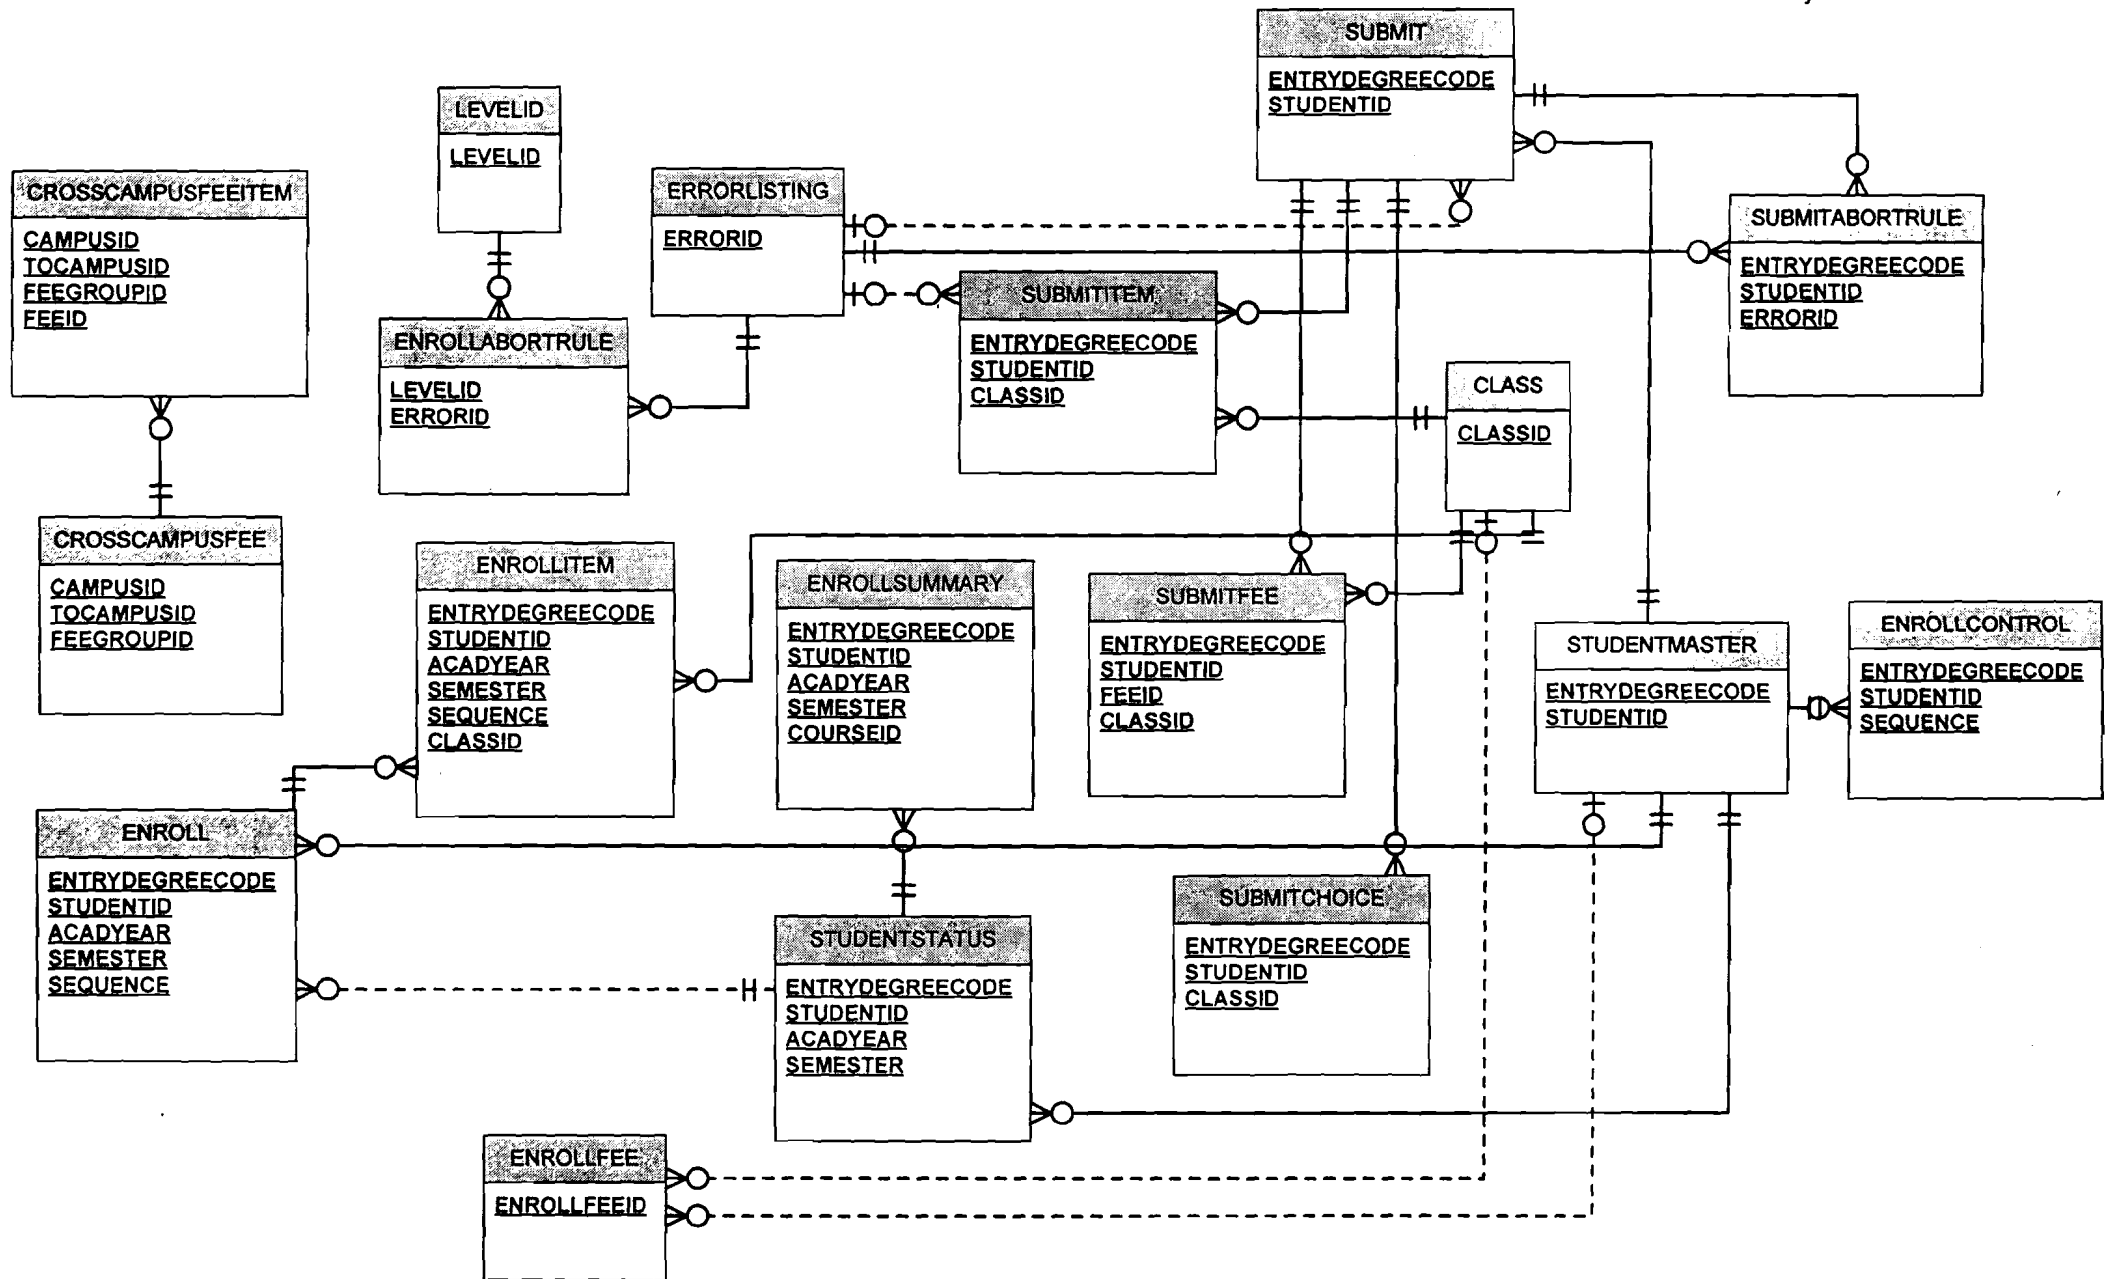 SUBMIT
ENTRYDEGREECODE
STUDENTID
LEVELID
LEVELID
CROSSCAMPUSFEEITEM
CAMPUSID
TOCAMPUSID
FEEGROUPID
FEEID
ERRORLISTING
ERRORID
SUBMITABORTRULE
ENTRYDEGREECODE
STUDENTID
ERRORID
SUBMITITEM
ENTRYDEGREECODE
STUDENTID
CLASSID
ENROLLABORTRULE
LEVELID
ERRORID
CLASS
CLASSID
CROSSCAMPUSFEE
CAMPUSID
TOCAMPUSID
FEEGROUPID
ENROLLITEM
ENTRYDEGREECODE
STUDENTID
ACADYEAR
SEMESTER
SEQUENCE
CLASSID
ENROLLSUMMARY
ENTRYDEGREECODE
STUDENTID
ACADYEAR
SEMESTER
COURSEID
SUBMITFEE
ENTRYDEGREECODE
STUDENTID
FEEID
CLASSID
STUDENTMASTER
ENTRYDEGREECODE
STUDENTID
ENROLLCONTROL
ENTRYDEGREECODE
STUDENTID
SEQUENCE
ENROLL
ENTRYDEGREECODE
STUDENTID
ACADYEAR
SEMESTER
SEQUENCE
STUDENTSTATUS
ENTRYDEGREECODE
STUDENTID
ACADYEAR
SEMESTER
SUBMITCHOICE
ENTRYDEGREECODE
STUDENTID
CLASSID
ENROLLFEE
ENROLLFEEID